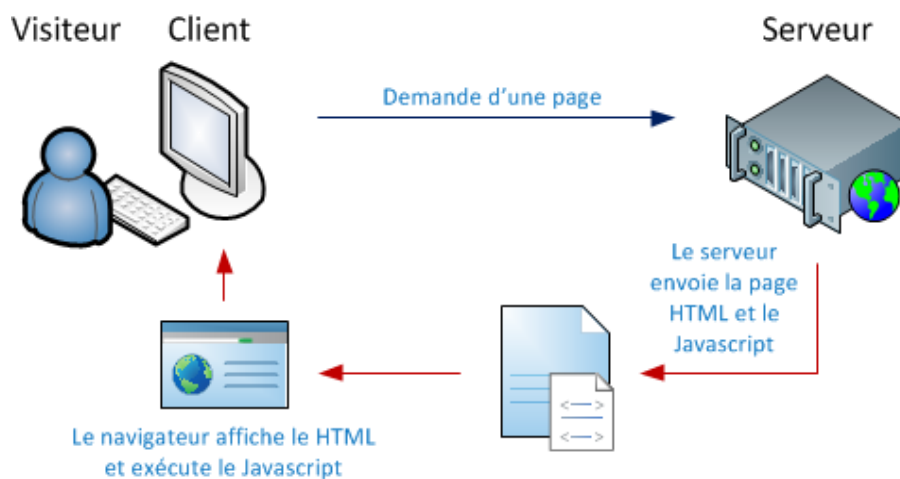 Visiteur
Client
Serveur
Demande d'une page
Le serveur
envoie la page
HTML et le
Javascript
<—>
<—>
Le navigateur affiche le HTML
et exécute le Javascript